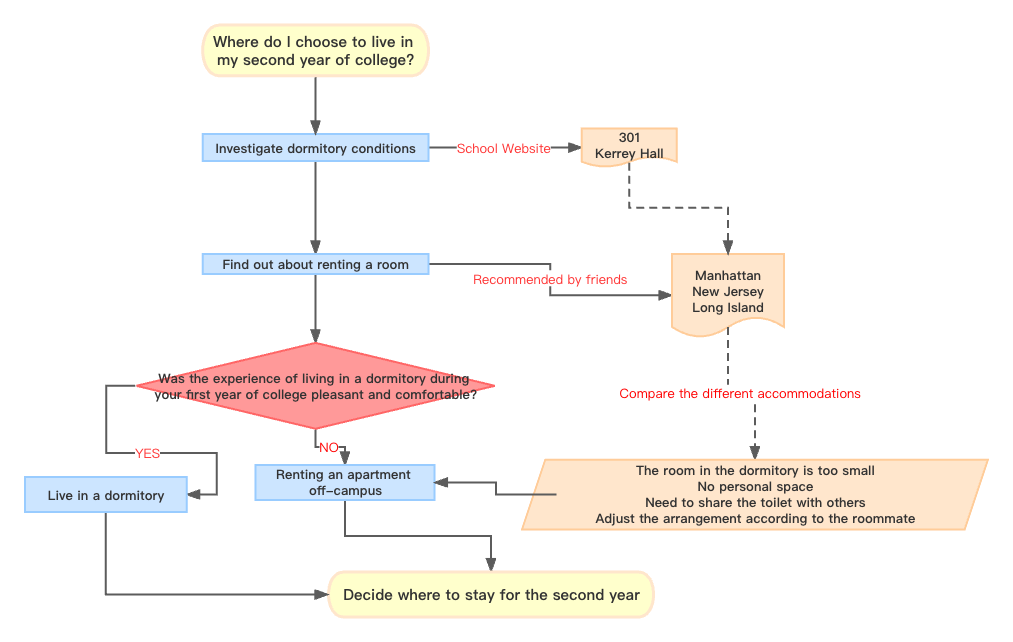 Where do I choose to live in
my second year of college?
Investigate dormitory conditions
School Website
301
Kerrey Hall
Find out about renting a room
Recommended by friends
Manhattan
New Jersey
Long Island
Was the experience of living in a dormitory during
your first year of college pleasant and comfortable?
Compare the different accommodations
YES
NO
Live in a dormitory
Renting an apartment
off-campus
The room in the dormitory is too small
No personal space
Need to share the toilet with others
Adjust the arrangement according to the roommate
Decide where to stay for the second year